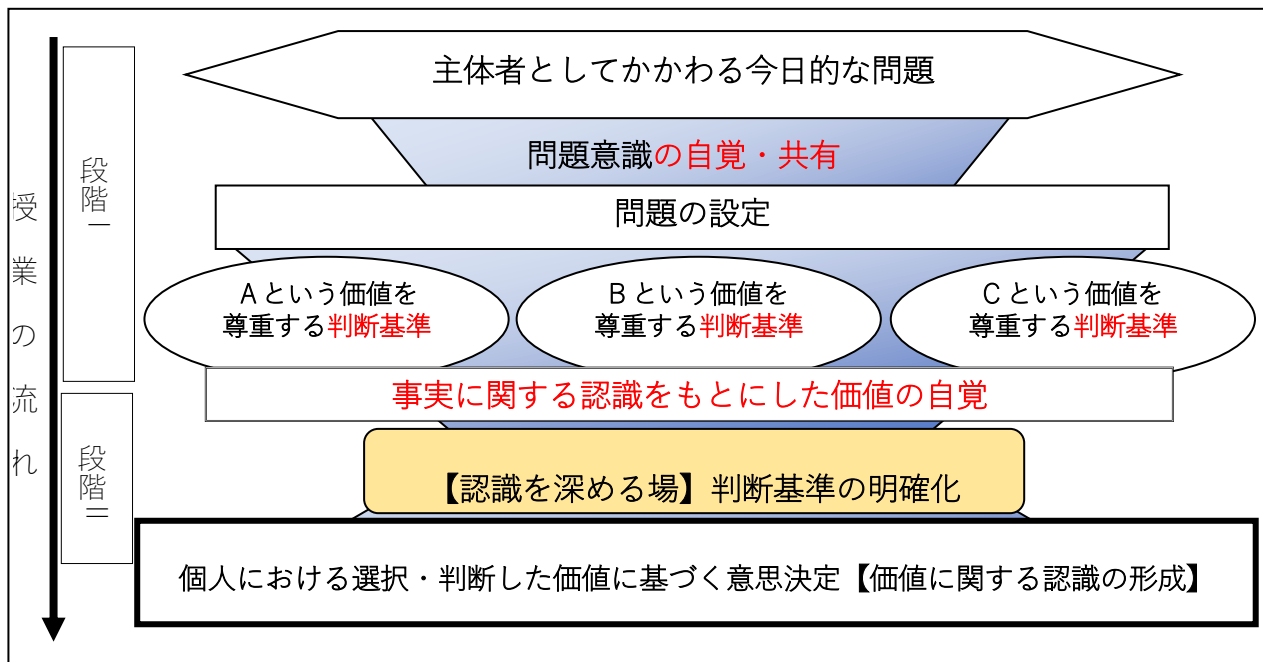 主体者としてかかわる今日的な問題
問題意識の自覚・共有
問題の設定
Aという価値を
尊重する判断基準
Bという価値を
尊重する判断基準
Cという価値を
尊重する判断基準
事実に関する認識をもとにした価値の自覚
【認識を深める場】判断基準の明確化
個人における選択・判断した価値に基づく意思決定【価値に関する認識の形成】
授業の流れ
段階一
段階二